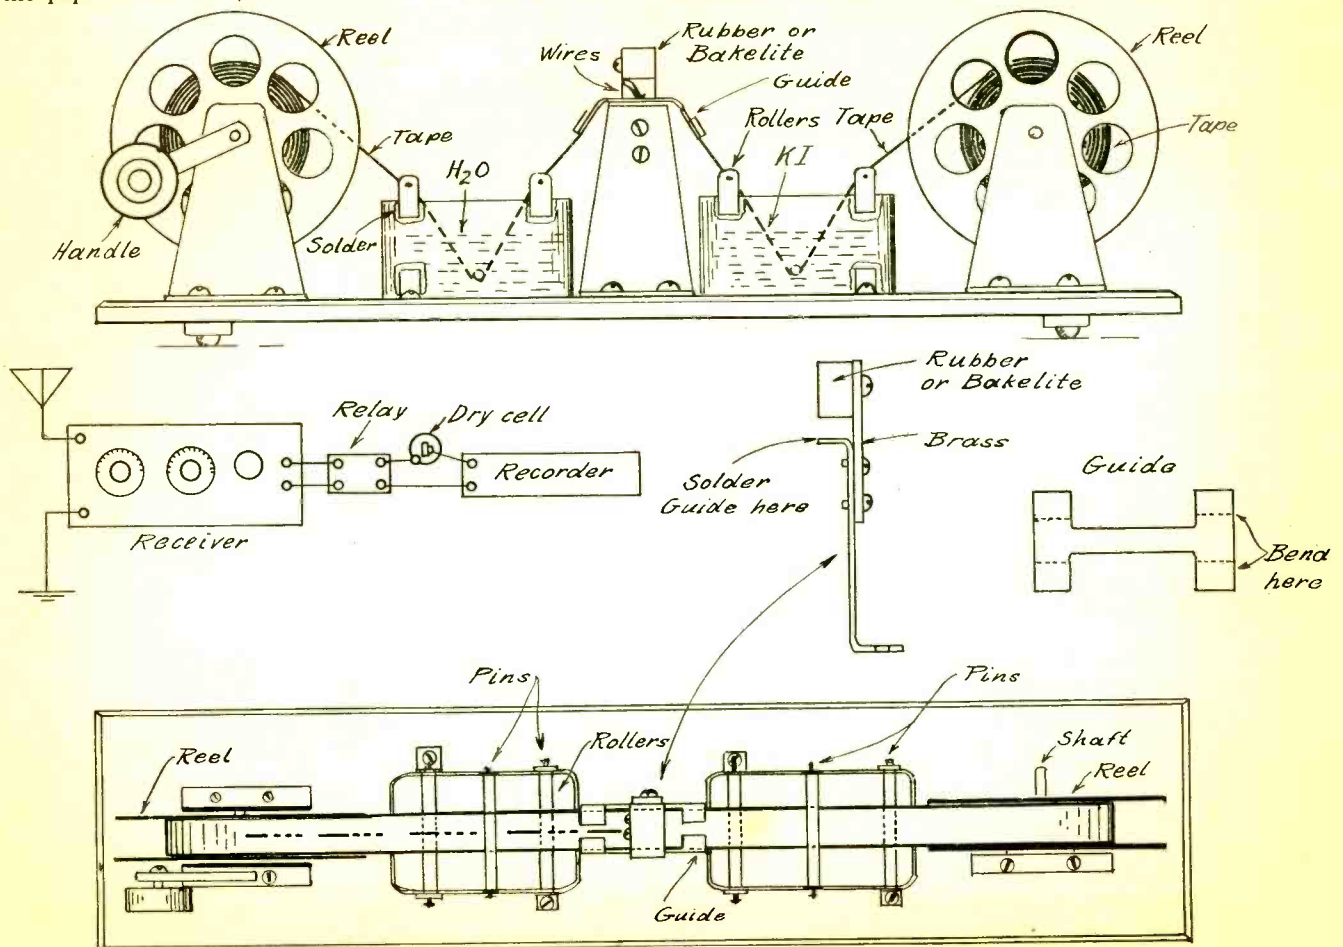 Reel
Wires
Rubber or
Bakelite
Guide
Reel
Tape
H2O
Rollers
Tape
KI
Tape
Handle
Solder
Relay
Dry cell
Recorder
Receiver
Rubber
or Bakelite
Brass
Solder
Guide here
Guide
Bend
here
Pins
Pins
Reel
Rollers
Shaft
Reel
Guide